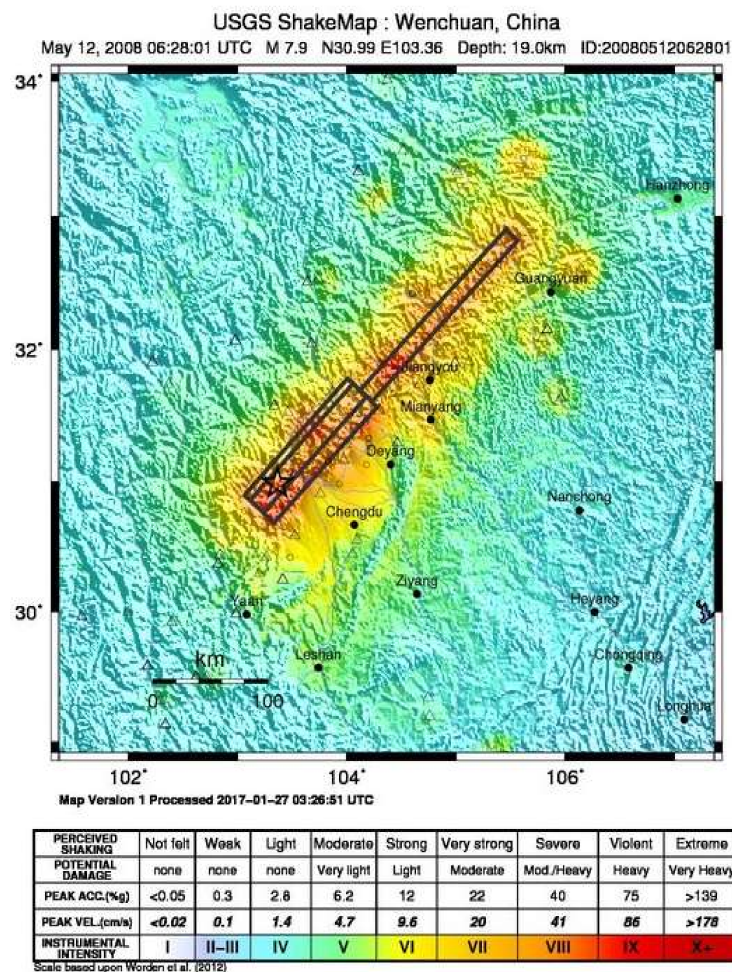 USGS ShakeMap : Wenchuan, China
May 12, 2008 06:28:01 UTC M 7.9 N30.99 E103.36 Depth: 19.0km ID:20080512062801
34°
Hanzhong
Guangyuan
32°
Jiangyou
Mianyang
Deyang
Nanchong
Chengdu
Ziyang
30°
Yaan
Heyang
km
Leshan
Chongqing
0 100
Longhua
102° 104° 106°
Map Version 1 Processed 2017-01-27 03:26:51 UTC
PERCEIVED SHAKING Not felt Weak Light Moderate Strong Very strong Severe Violent Extreme
POTENTIAL DAMAGE none none none Very light Light Moderate Mod./Heavy Heavy Very Heavy
PEAK ACC.(%g) <0.05 0.3 2.8 6.2 12 22 40 75 >139
PEAK VEL.(cm/s) <0.02 0.1 1.4 4.7 9.6 20 41 86 >178
INSTRUMENTAL INTENSITY I II-III IV V VI VII VIII IX X+
Scale based upon Worden et al. (2012)